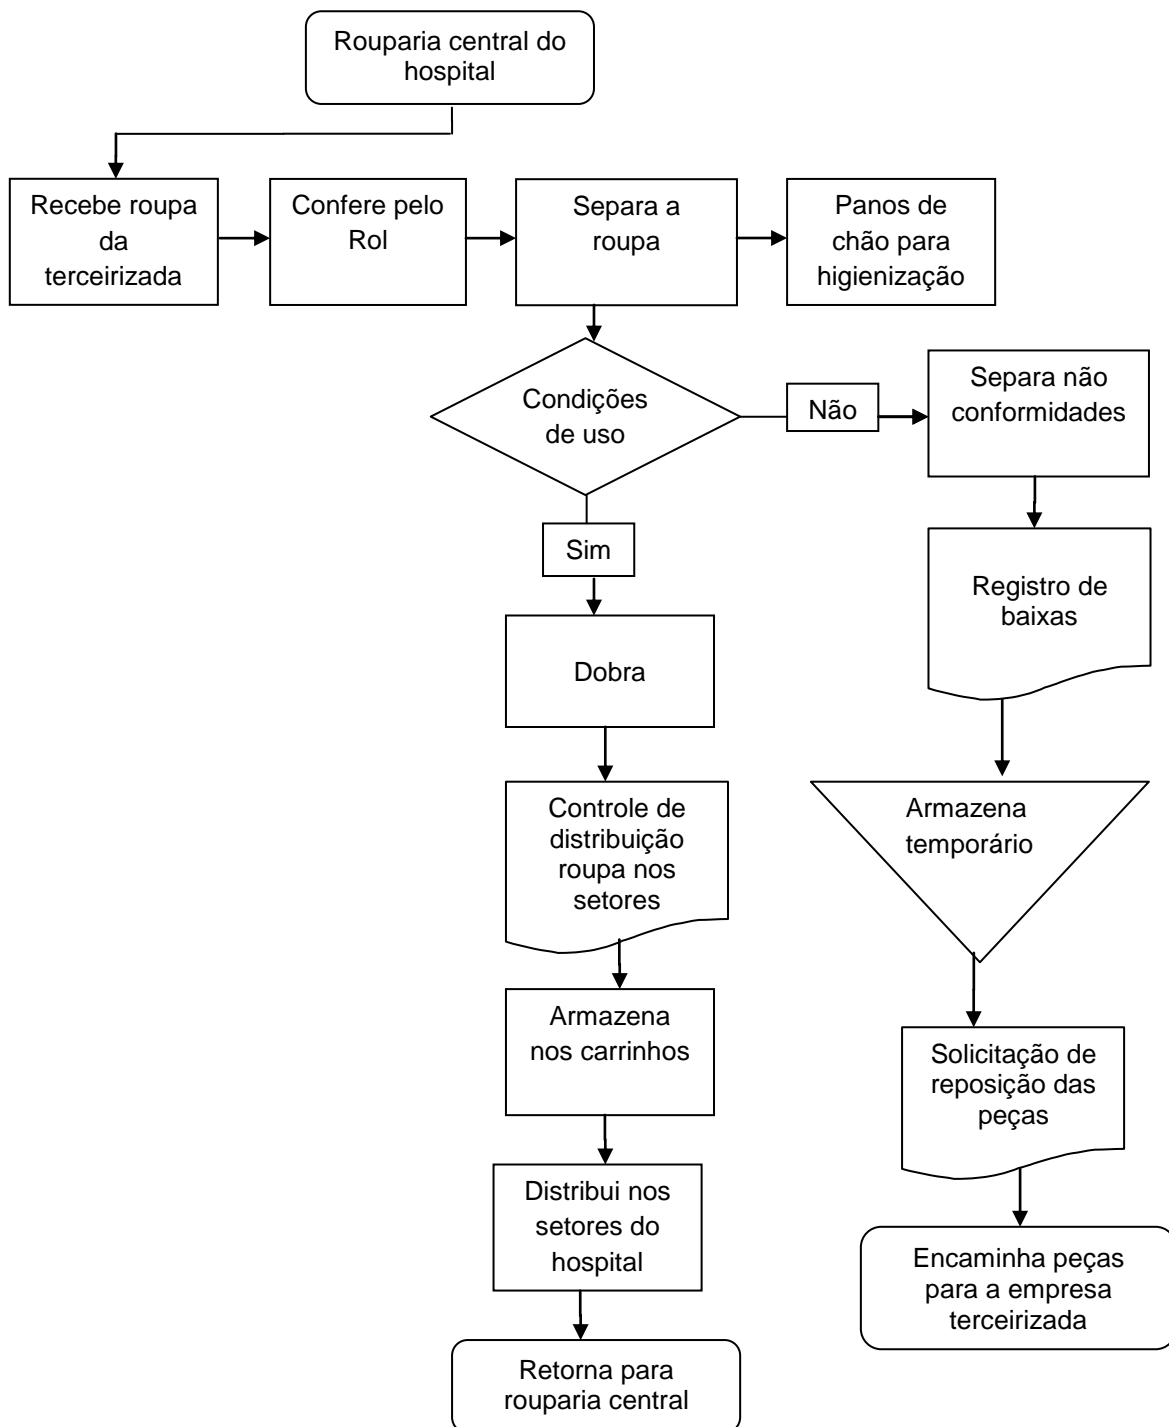 Rouparia central do
hospital
Recebe roupa
da
terceirizada
Confere pelo
Rol
Separa a
roupa
Panos de
chão para
higienização
Condições
de uso
Não
Separa não
conformidades
Sim
Registro de
baixas
Dobra
Controle de
distribuição
roupa nos
setores
Armazena
temporário
Armazena
nos carrinhos
Solicitação de
reposição das
peças
Distribui nos
setores do
hospital
Encaminha peças
para a empresa
terceirizada
Retorna para
rouparia central